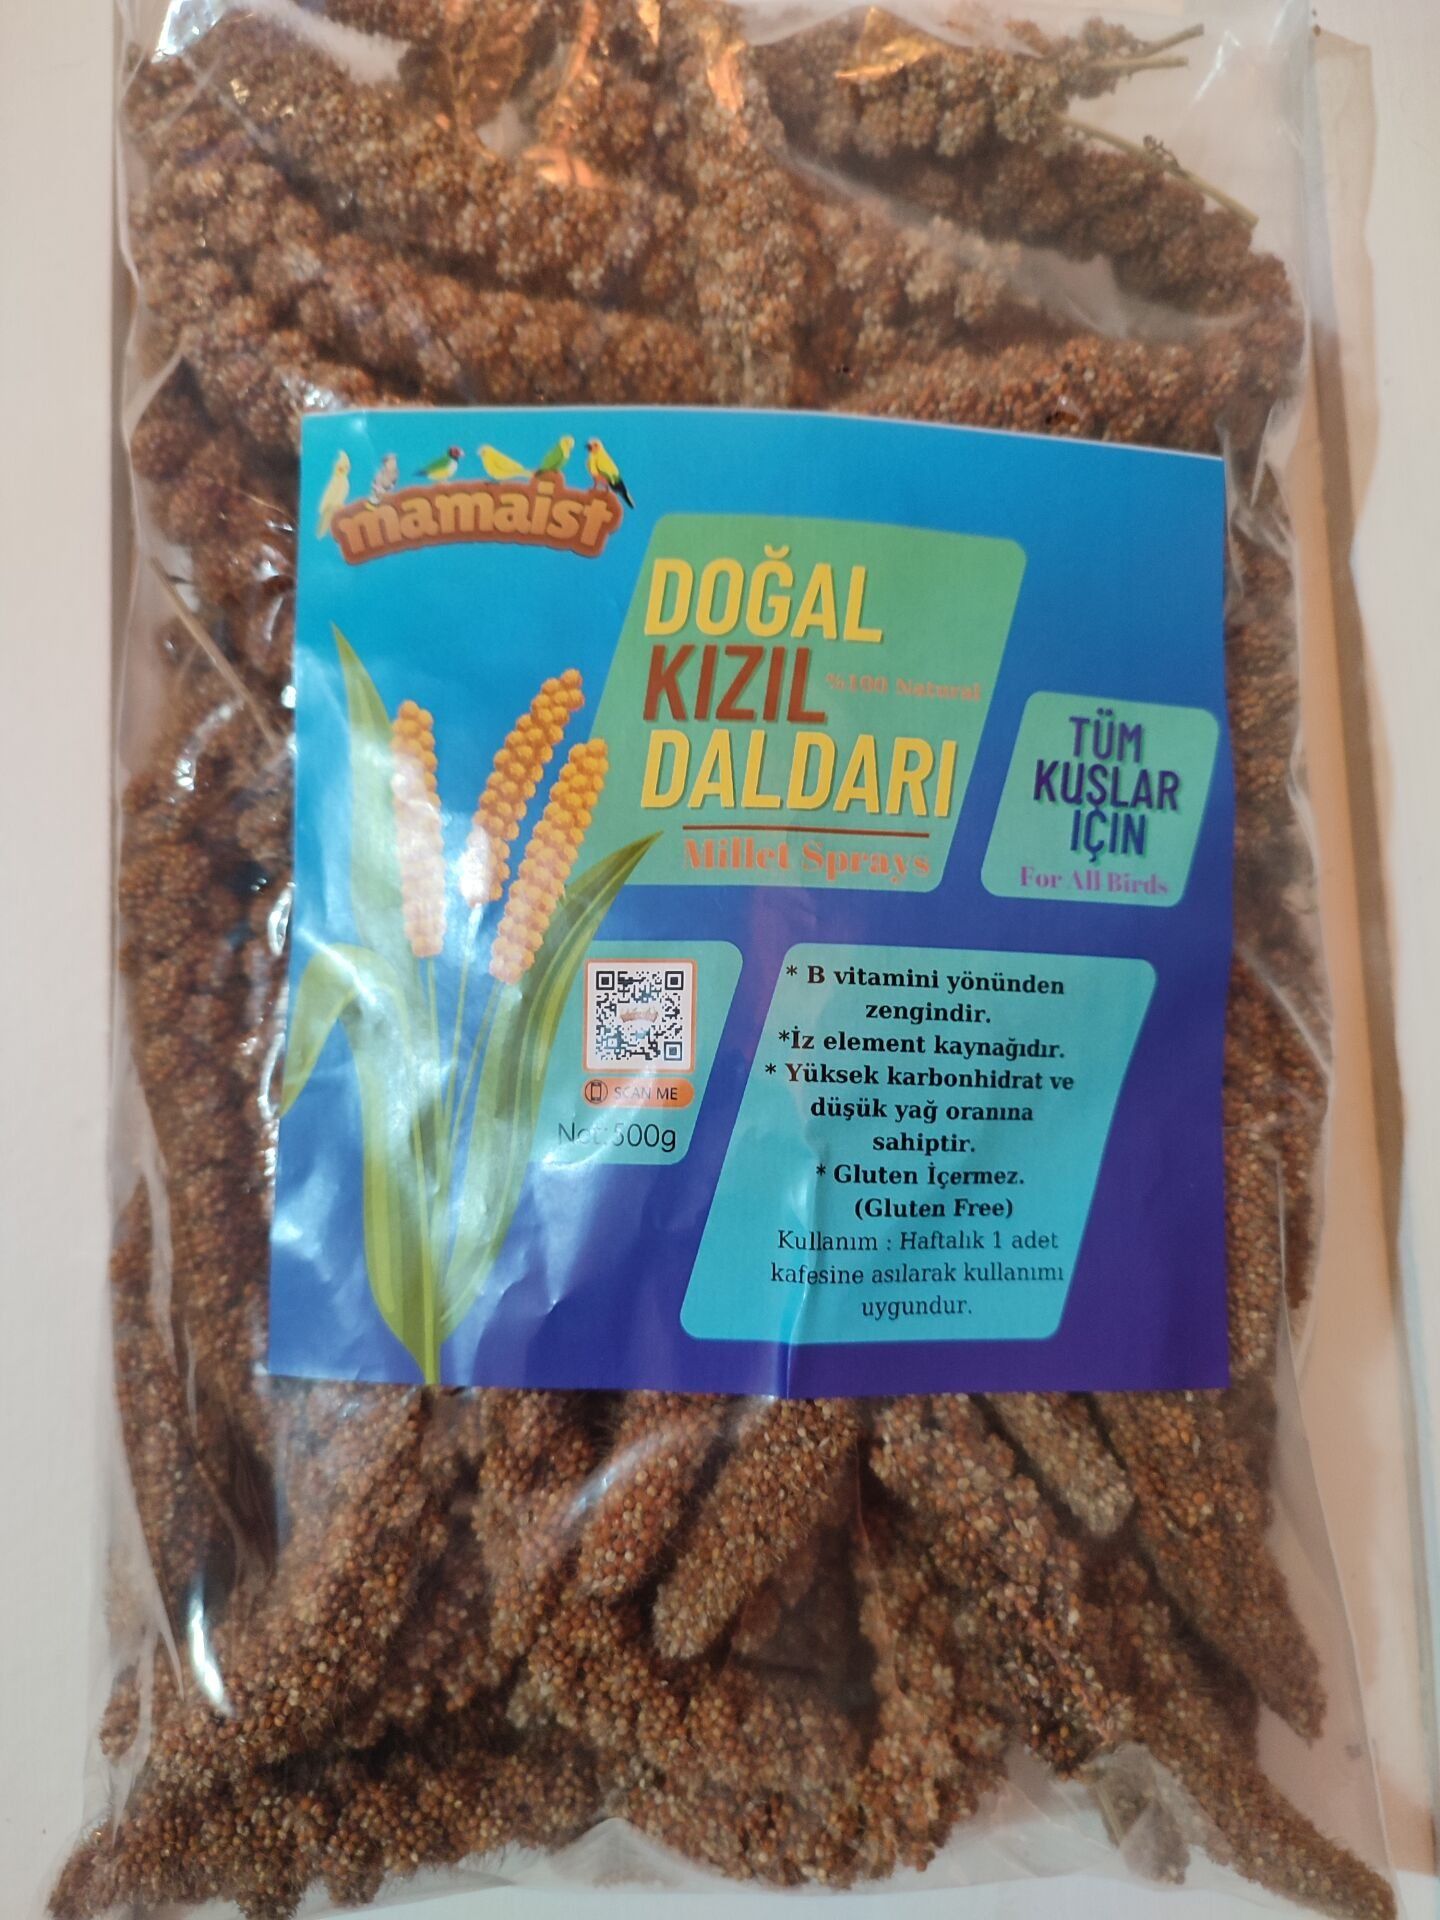 mamaist
DOĞAL
KIZIL
%100 Natural
DALDARI
Millet Sprays
TÜM
KUŞLAR
İÇİN
For All Birds
SCAN ME
Net:500g
* B vitamini yönünden
zengindir.
*İz element kaynağıdır.
* Yüksek karbonhidrat ve
düşük yağ oranına
sahiptir.
* Gluten İçermez.
(Gluten Free)
Kullanım : Haftalık 1 adet
kafesine asılarak kullanımı
uygundur.